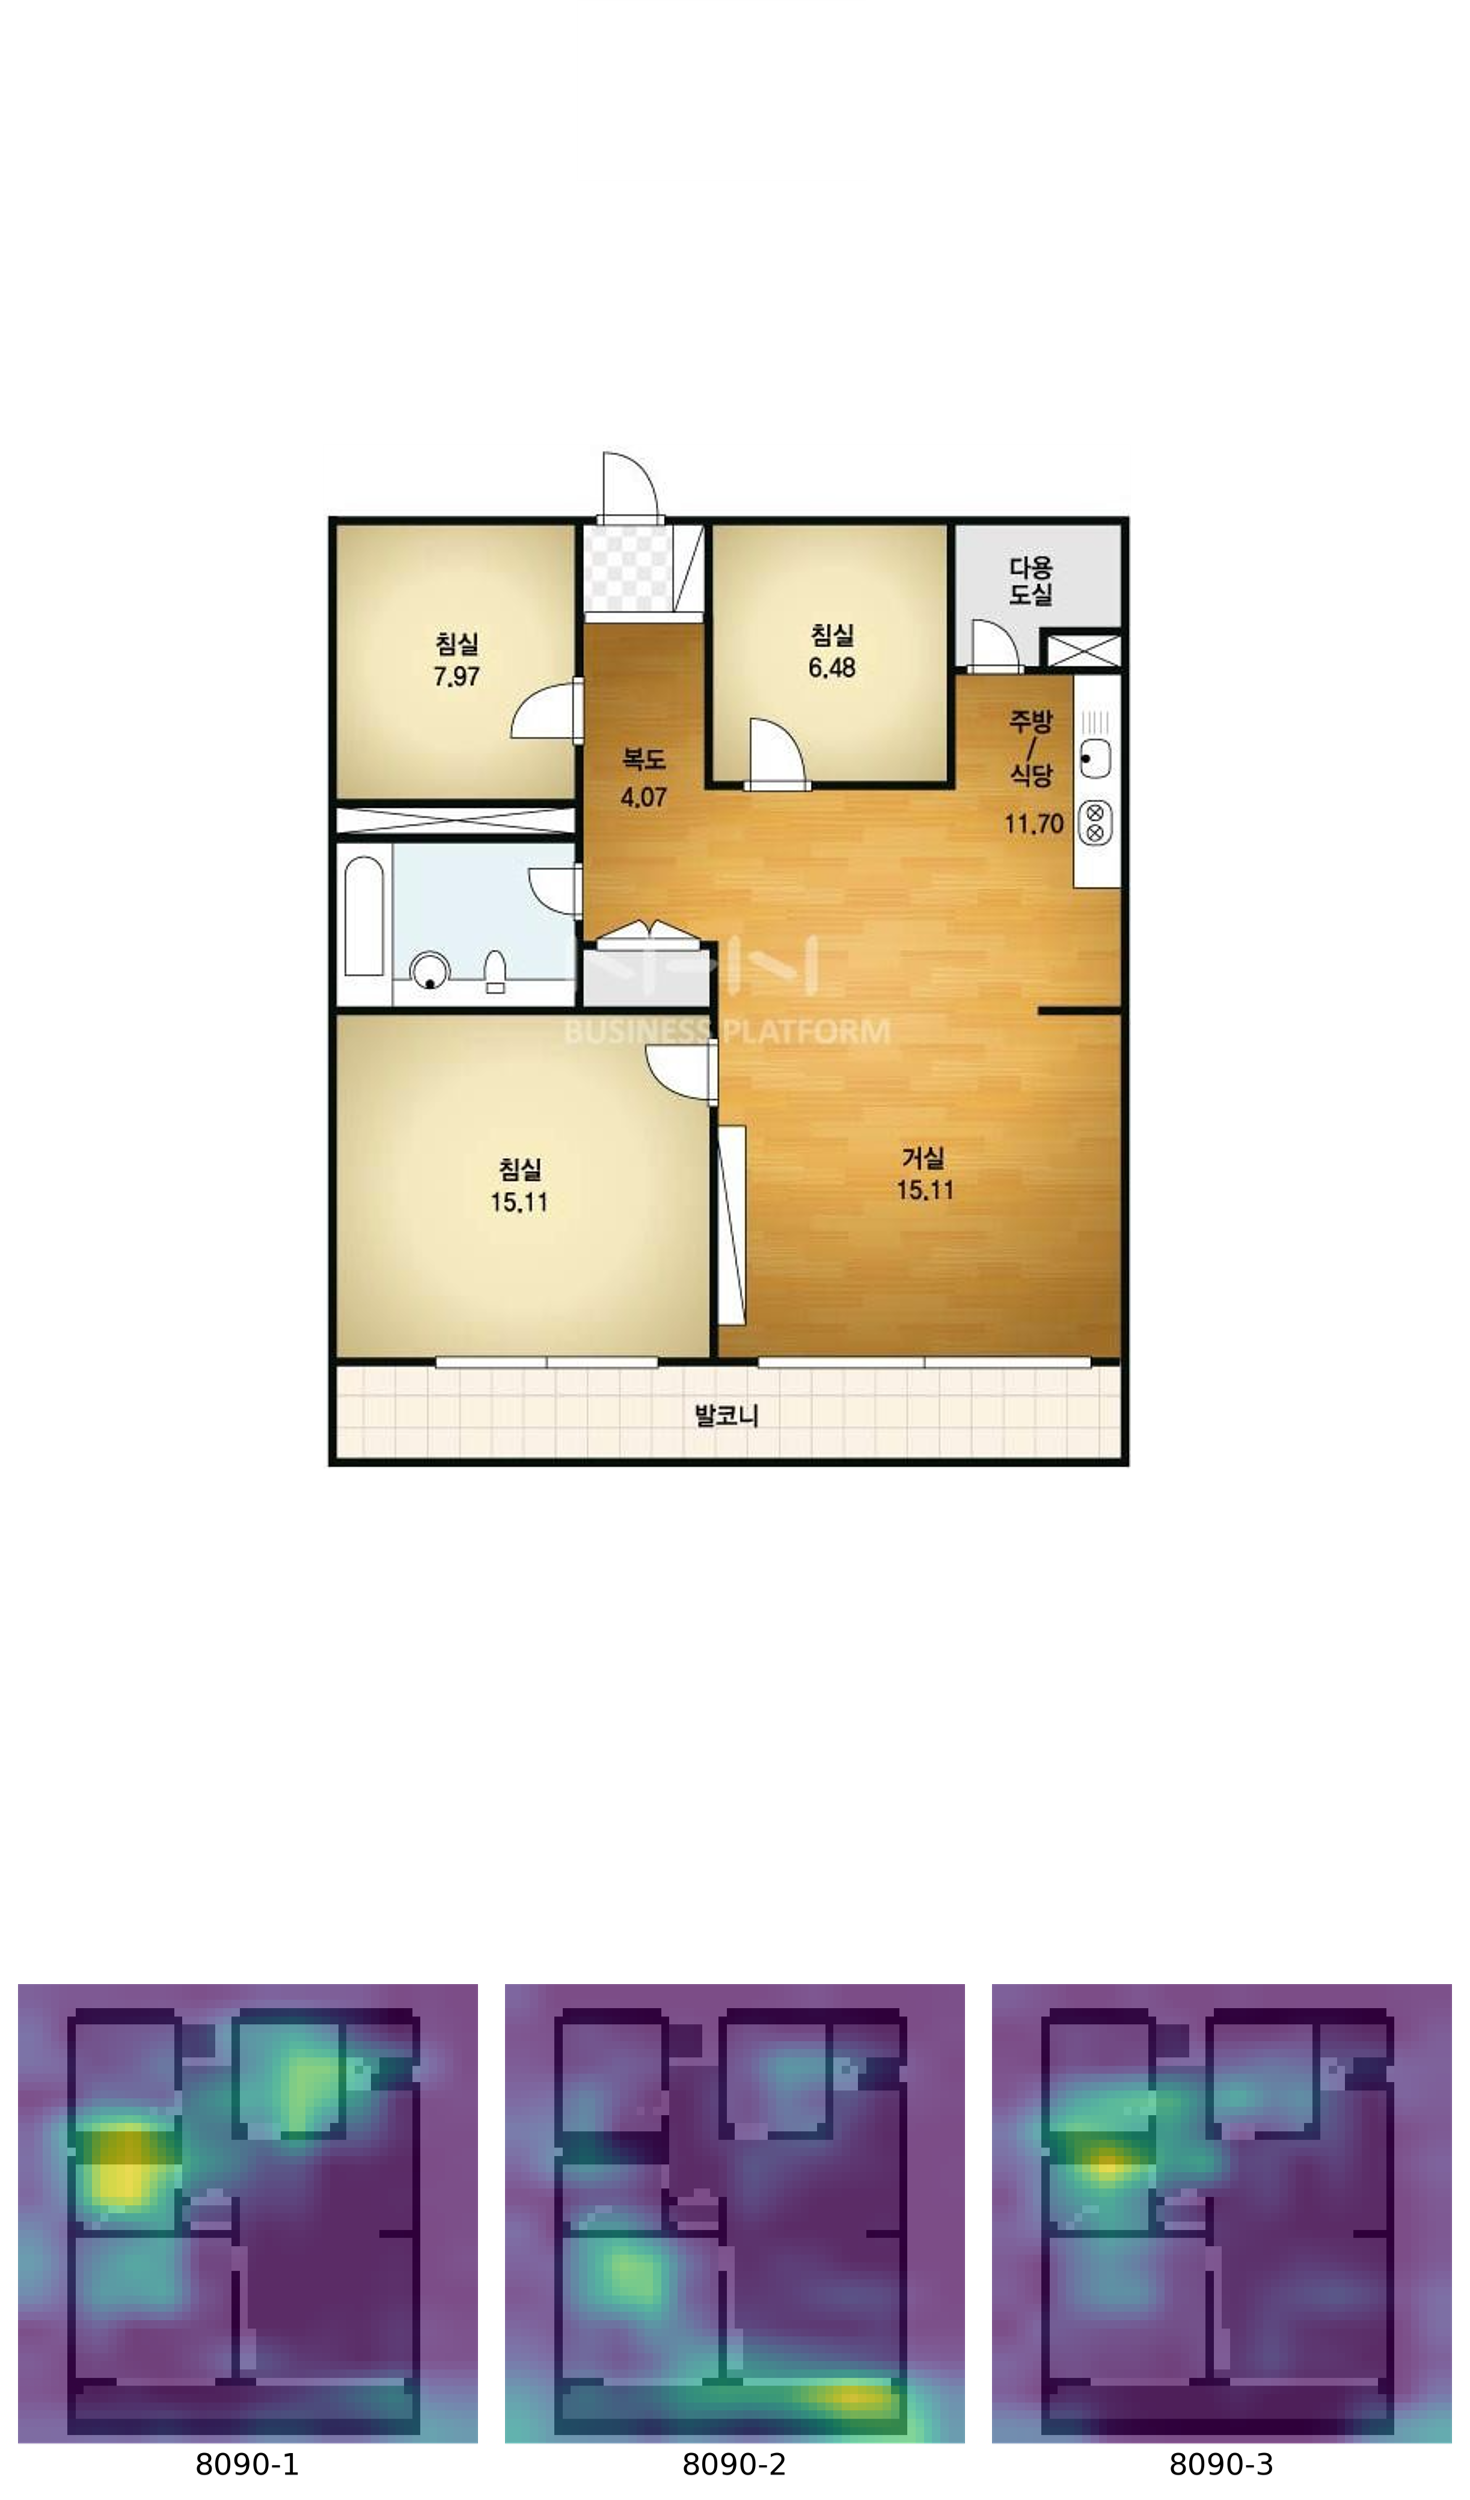 다용
도실
침실
7.97
침실
6.48
주방
/
식당
11.70
복도
4.07
NHN
BUSINESS PLATFORM
침실
15.11
거실
15.11
발코니
8090-1
8090-2
8090-3